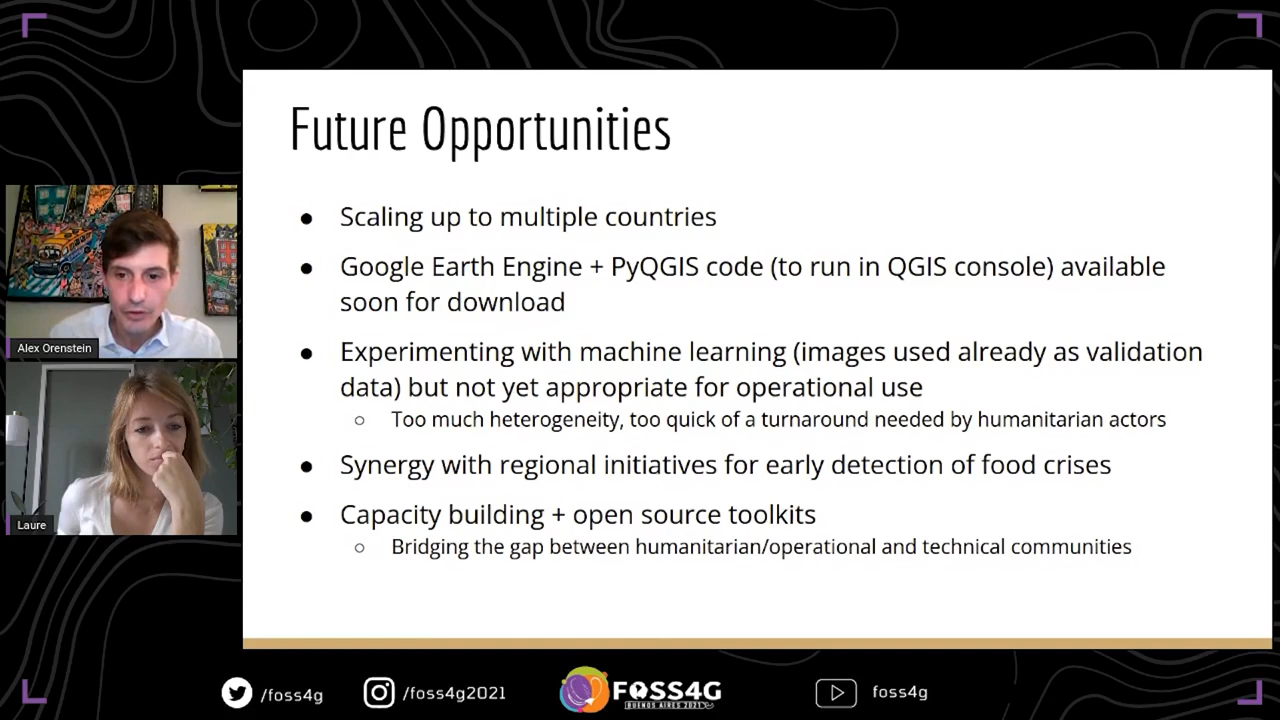 Future Opportunities
● Scaling up to multiple countries
● Google Earth Engine + PyQGIS code (to run in QGIS console) available
soon for download
● Experimenting with machine learning (images used already as validation
data) but not yet appropriate for operational use
○ Too much heterogeneity, too quick of a turnaround needed by humanitarian actors
● Synergy with regional initiatives for early detection of food crises
● Capacity building + open source toolkits
○ Bridging the gap between humanitarian/operational and technical communities
Alex Orenstein
Laure
/foss4g
/foss4g2021
FOSS4G
BUENOS AIRES 2021
foss4g